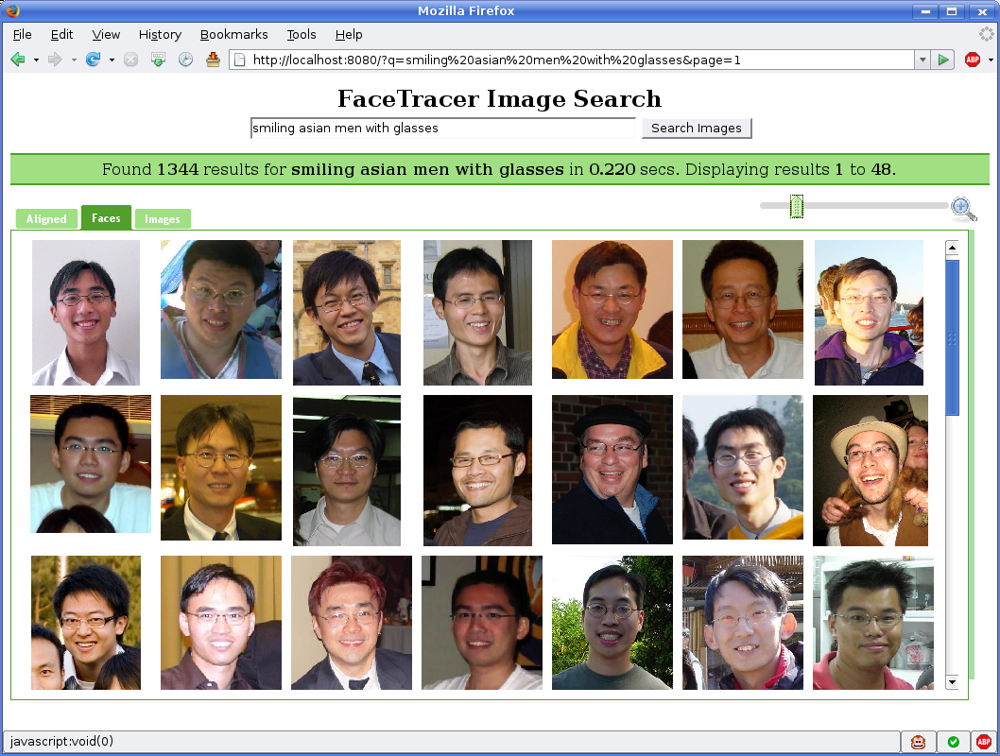 Mozilla Firefox
File Edit View History Bookmarks Tools Help
http://localhost:8080/?q=smiling%20asian%20men%20with%20glasses&page=1
ABP
FaceTracer Image Search
smiling asian men with glasses Search Images
Found 1344 results for smiling asian men with glasses in 0.220 secs. Displaying results 1 to 48.
Aligned Faces Images
javascript:void(0)
ABP